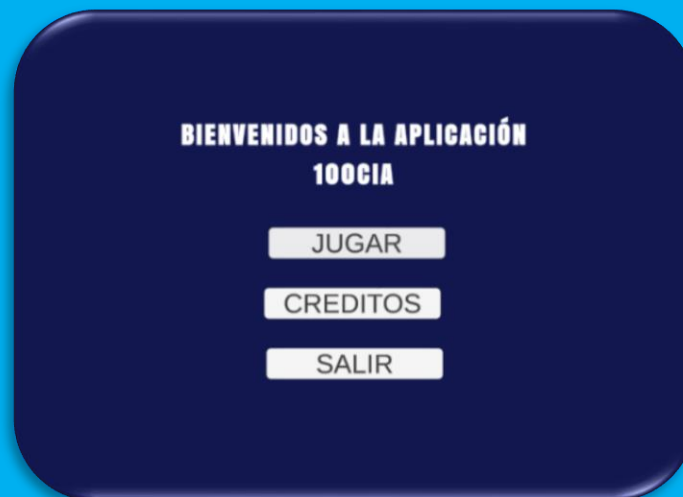 BIENVENIDOS A LA APLICACIÓN
100CIA
JUGAR
CREDITOS
SALIR